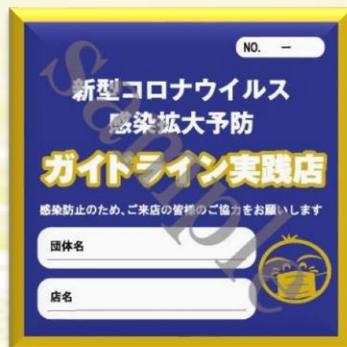 NO. －
新型コロナウイルス
感染拡大予防
ガイドライン実践店
感染防止のため、ご来店の皆様のご協力をお願いします
団体名
店名
Sample